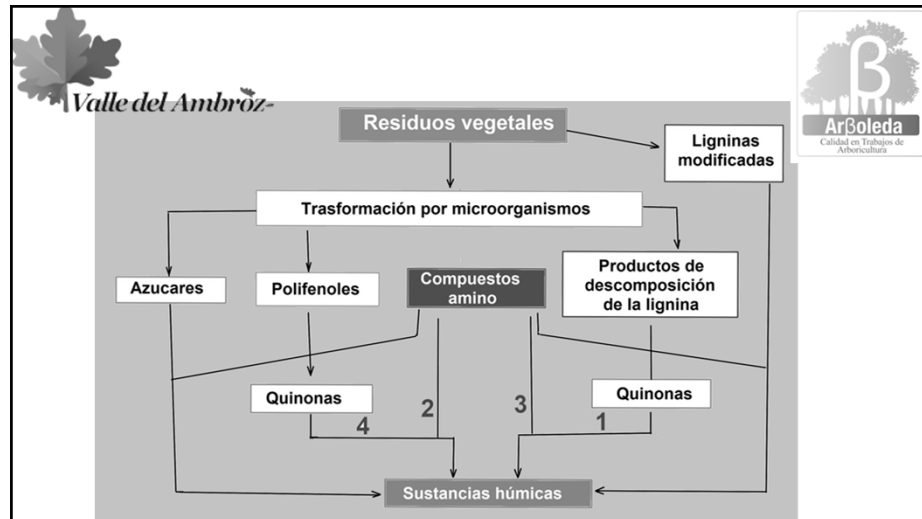 Valle del Ambroz
β
Arβoleda
Calidad en Trabajos de
Arboricultura
Residuos vegetales
Ligninas
modificadas
Trasformación por microorganismos
Azucares
Polifenoles
Compuestos
amino
Productos de
descomposición
de la lignina
Quinonas
Quinonas
4
2
3
1
Sustancias húmicas